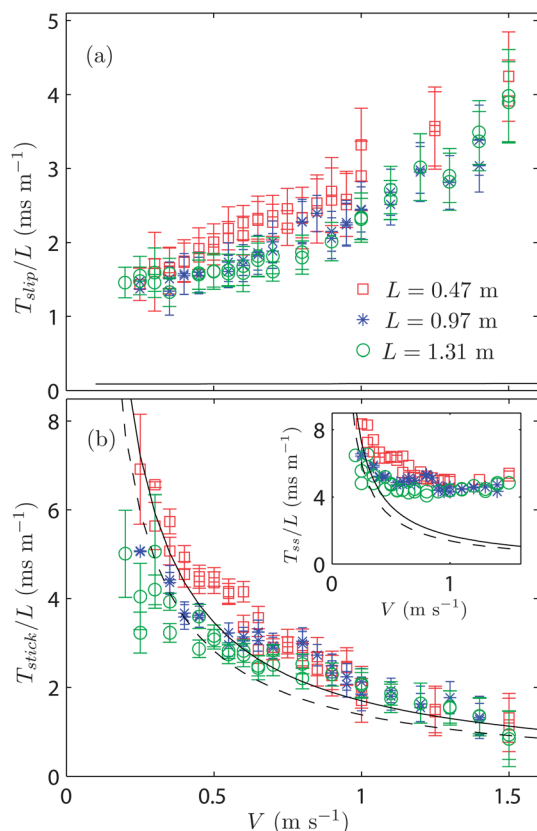 5
(a)
4
3
T_slip/L (ms m⁻¹)
2
L = 0.47 m
L = 0.97 m
1
L = 1.31 m
0
8
(b)
8
6
T_ss/L (ms m⁻¹)
4
6
2
0
0 1
T_stick/L (ms m⁻¹)
V (m s⁻¹)
4
2
0
0 0.5 1 1.5
V (m s⁻¹)